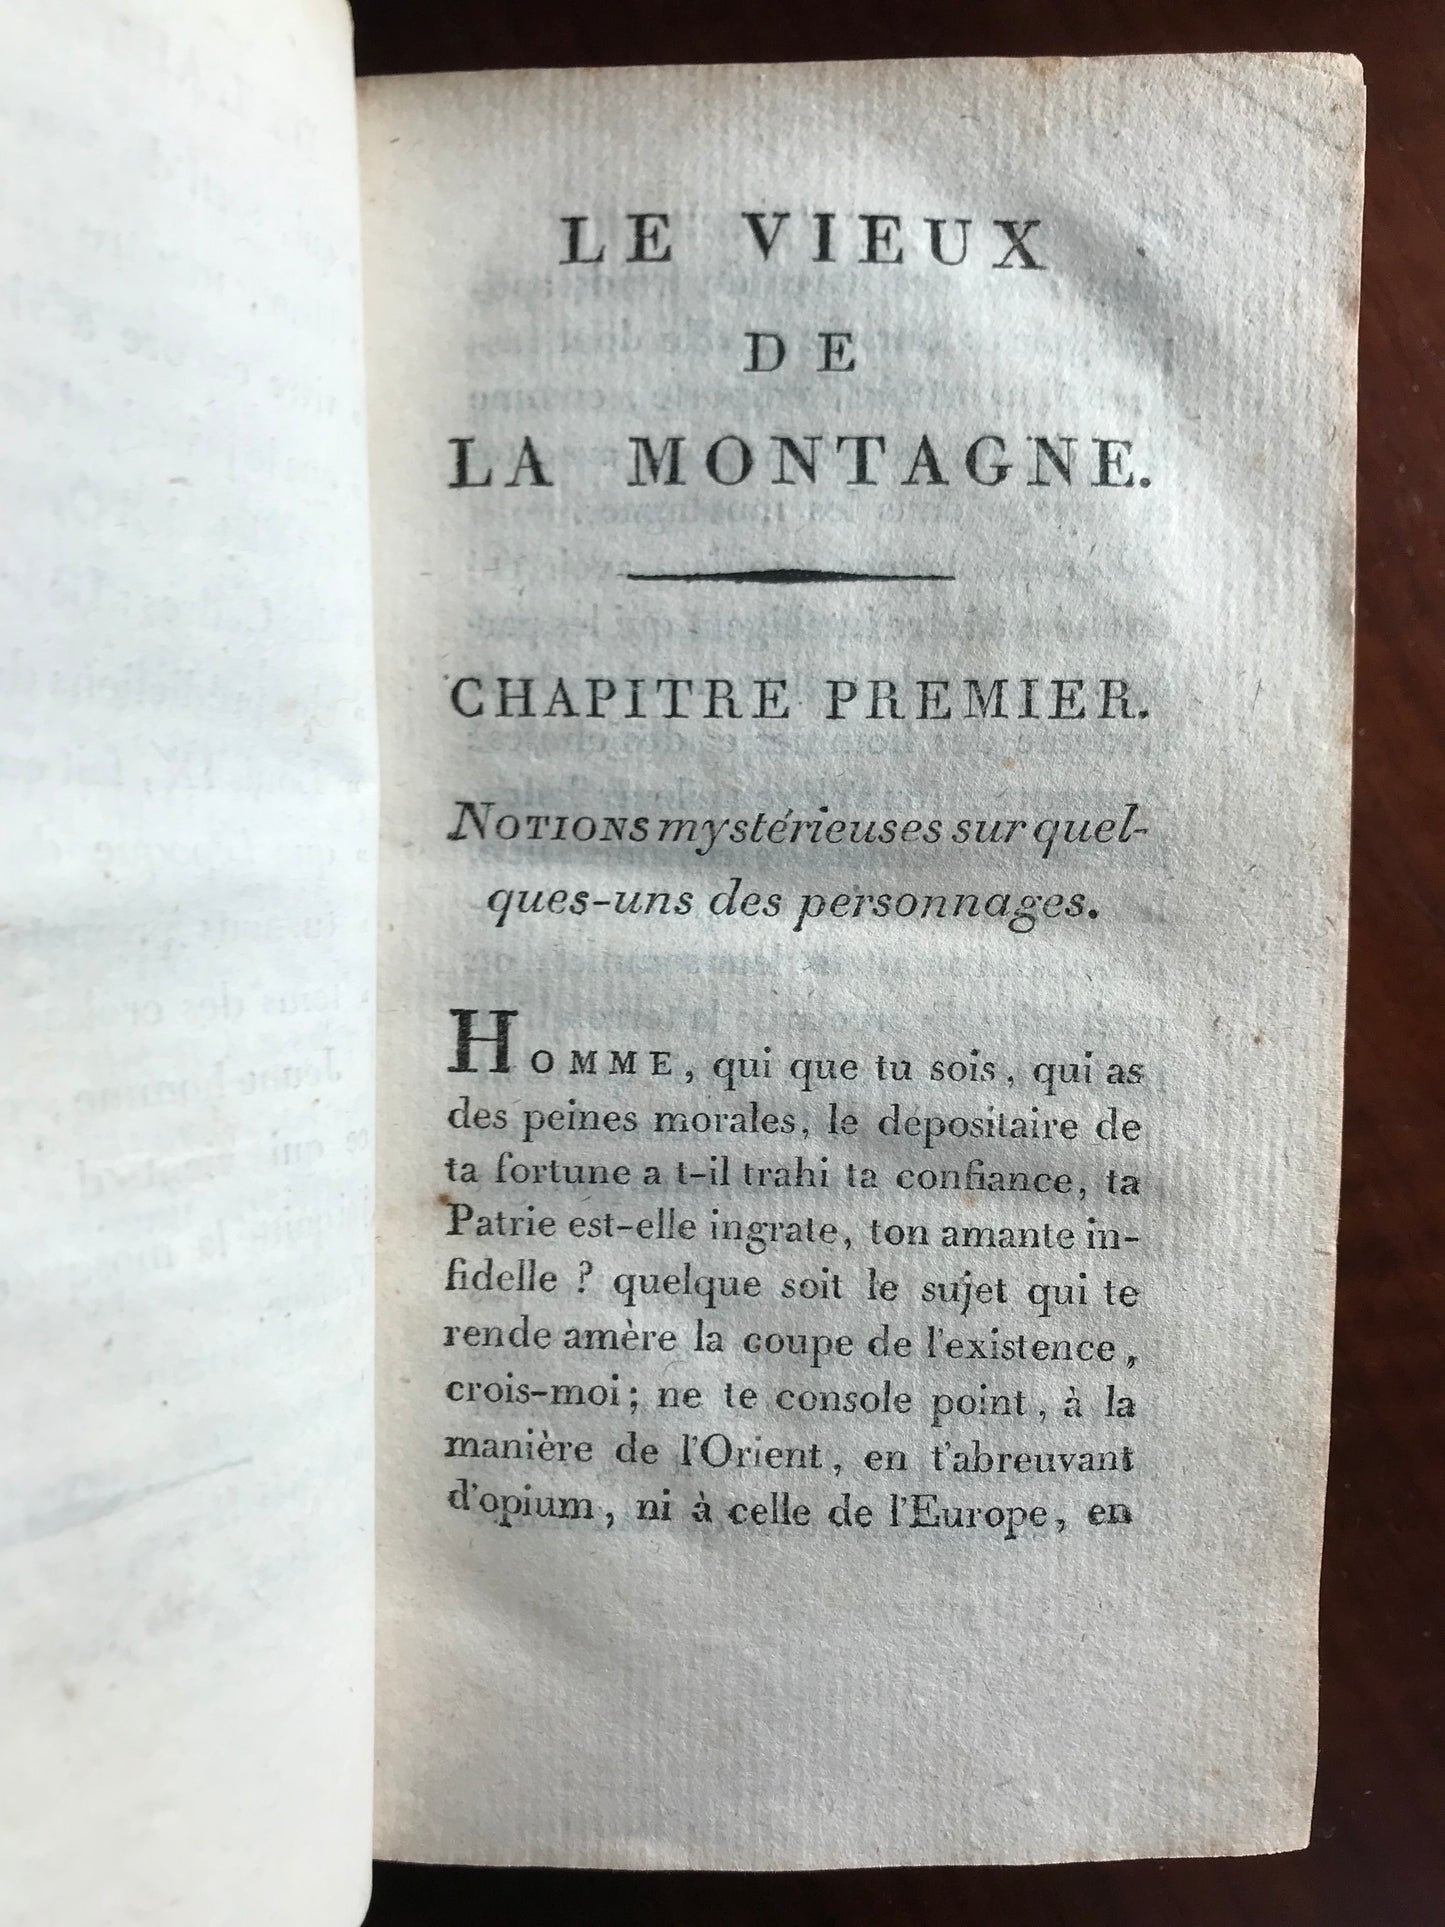 LE VIEUX
DE
LA MONTAGNE.
CHAPITRE PREMIER.
NOTIONS mystérieuses sur quel-
ques-uns des personnages.
HOMME, qui que tu sois, qui as
des peines morales, le dépositaire de
ta fortune a t-il trahi ta confiance, ta
Patrie est-elle ingrate, ton amante in-
fidelle ? quelque soit le sujet qui te
rende amère la coupe de l'existence,
crois-moi; ne te console point, à la
manière de l'Orient, en t'abreuvant
d'opium, ni à celle de l'Europe, en